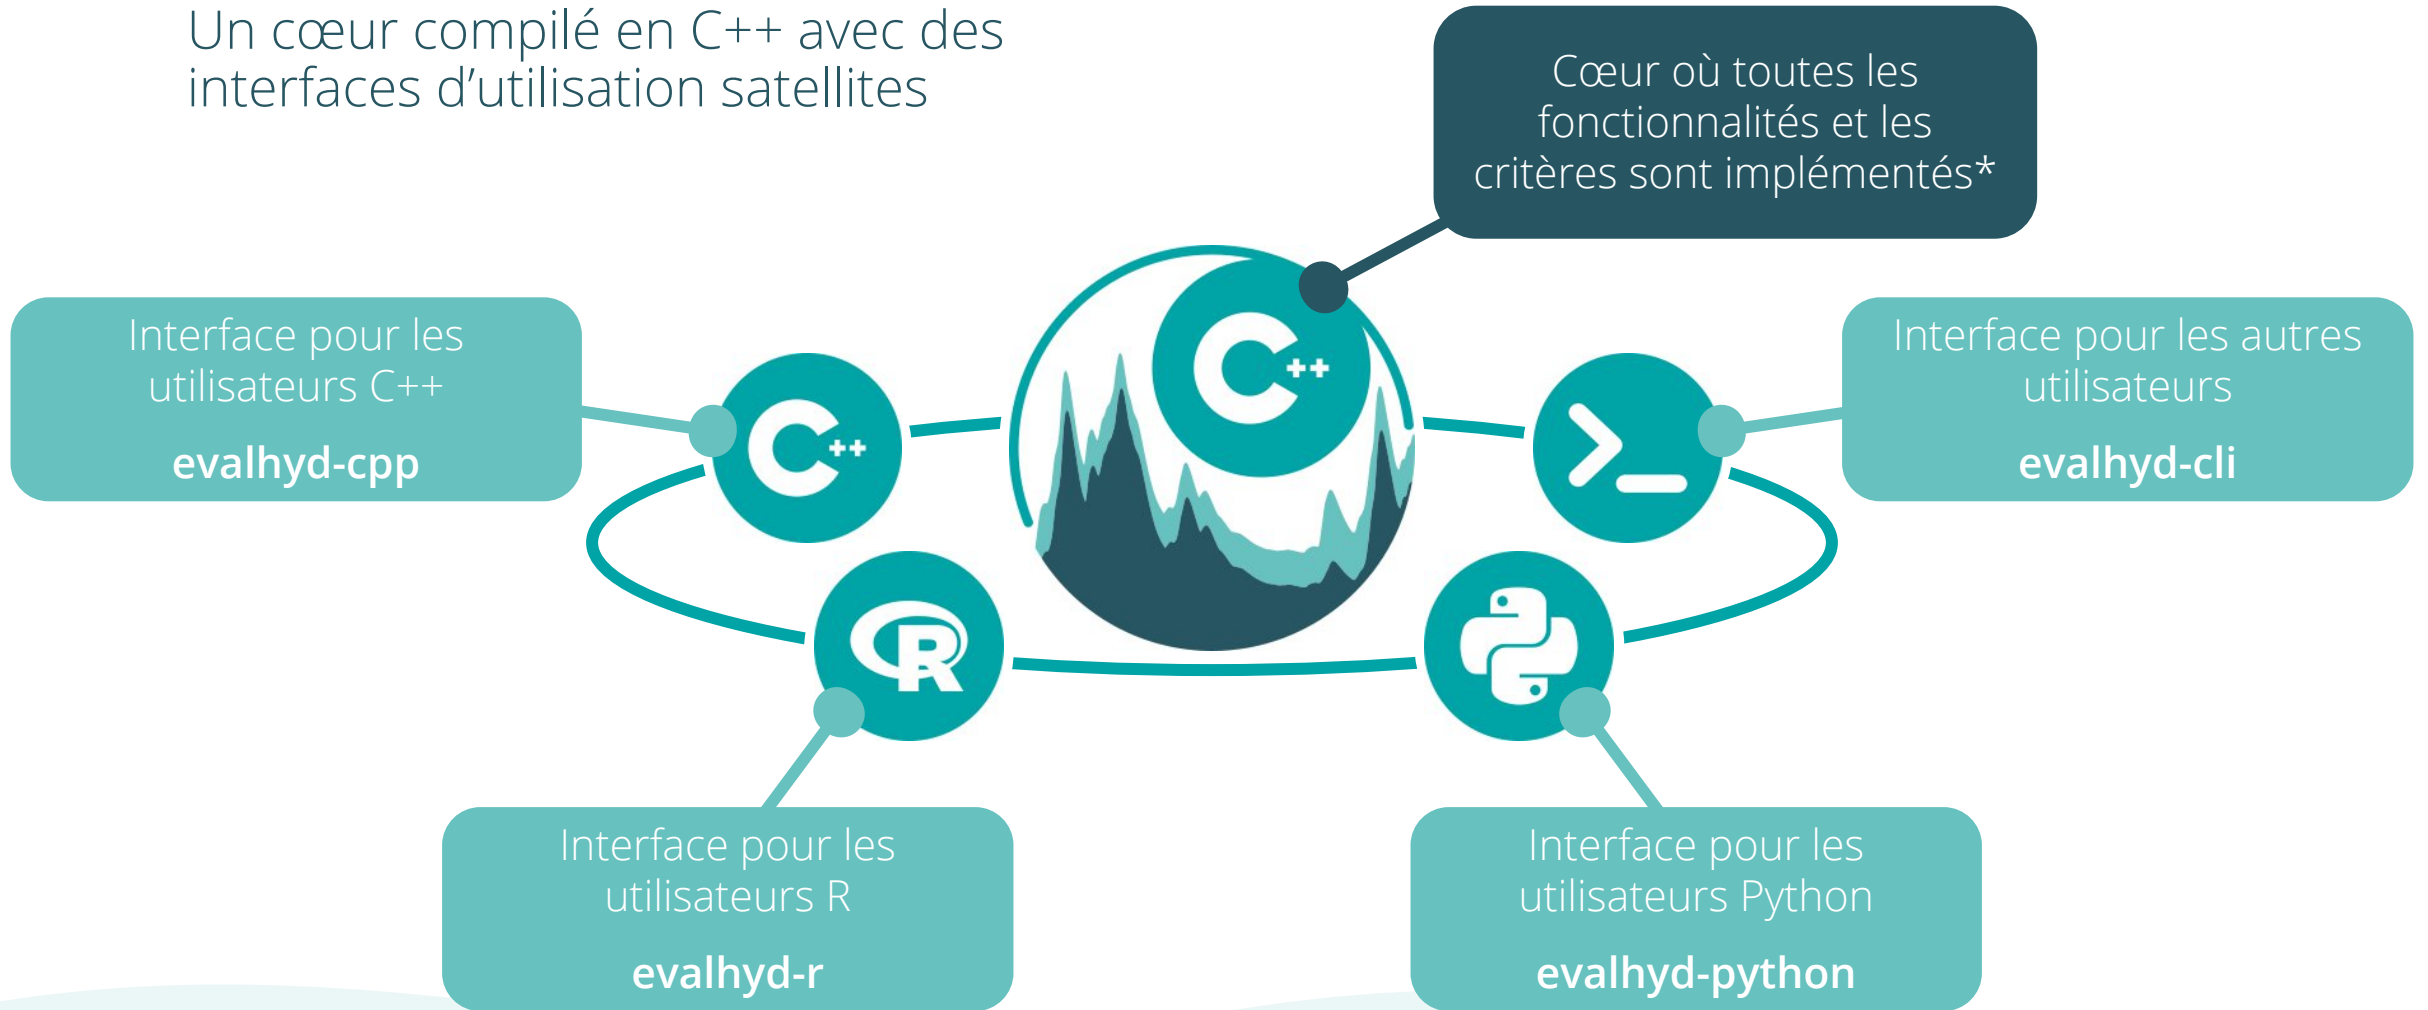 Un cœur compilé en C++ avec des
interfaces d’utilisation satellites
Cœur où toutes les
fonctionnalités et les
critères sont implémentés*
Interface pour les
utilisateurs C++
evalhyd-cpp
C++
C++
>_
Interface pour les autres
utilisateurs
evalhyd-cli
R
Interface pour les
utilisateurs R
evalhyd-r
Interface pour les
utilisateurs Python
evalhyd-python